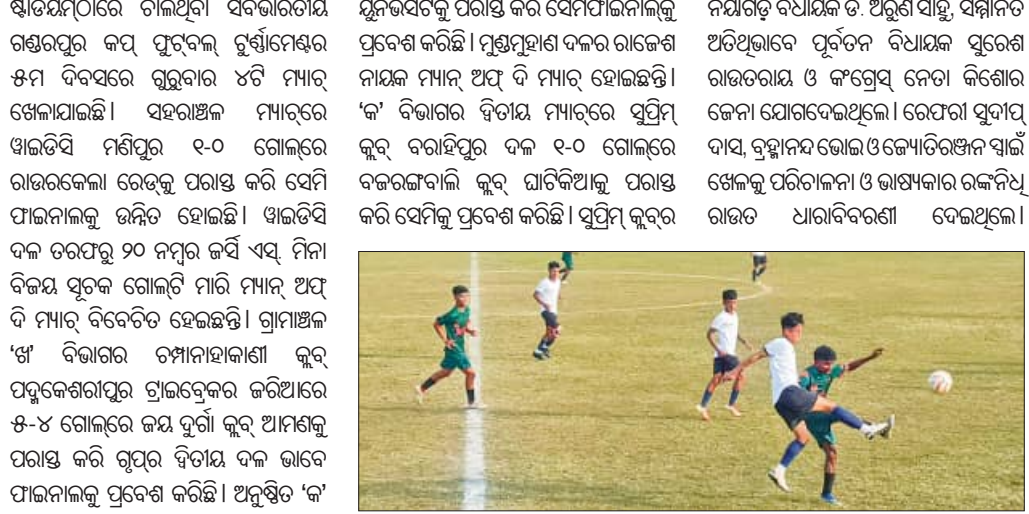 ଷ୍ଟାଡିୟମ୍‌ଠାରେ ଚାଲିଥିବା ସର୍ବଭାରତୀୟ
ଗଣ୍ଡରପୁର କପ୍ ଫୁଟ୍‌ବଲ୍ ଟୁର୍ଣ୍ଣାମେଣ୍ଟର
୫ମ ଦିବସରେ ଗୁରୁବାର ୪ଟି ମ୍ୟାଚ୍
ଖେଳାଯାଇଛି। ସହରାଞ୍ଚଳ ମ୍ୟାଚ୍‌ରେ
ୱାଇଡିସି ମଣିପୁର ୧-୦ ଗୋଲ୍‌ରେ
ରାଉରକେଲା ରେଡ୍‌କୁ ପରାସ୍ତ କରି ସେମି
ଫାଇନାଲକୁ ଉନ୍ନିତ ହୋଇଛି। ୱାଇଡିସି
ଦଳ ତରଫରୁ ୨୦ ନମ୍ବର ଜର୍ସି ଏସ୍. ମିନା
ବିଜୟ ସୂଚକ ଗୋଲ୍‌ଟି ମାରି ମ୍ୟାନ୍ ଅଫ୍
ଦି ମ୍ୟାଚ୍ ବିବେଚିତ ହେଇଛନ୍ତି। ଗ୍ରାମାଞ୍ଚଳ
‘ଖ’ ବିଭାଗର ଚମ୍ପାନାହାକାଣୀ କ୍ଲବ୍
ପଦ୍ମକେଶରୀପୁର ଟ୍ରାଇବ୍ରେକର ଜରିଆରେ
୫-୪ ଗୋଲ୍‌ରେ ଜୟ ଦୁର୍ଗା କ୍ଲବ୍ ଆମଣକୁ
ପରାସ୍ତ କରି ଗୃପ୍‌ର ଦ୍ୱିତୀୟ ଦଳ ଭାବେ
ଫାଇନାଲକୁ ପ୍ରବେଶ କରିଛି। ଅନୁଷ୍ଠିତ ‘କ’
ପରାସ୍ତ କରି ସେମିଫାଇନାଲ୍‌କୁ
ପ୍ରବେଶ କରିଛି। ମୁଣ୍ଡମୁହାଣ ଦଳର ରାଜେଶ
ନାୟକ ମ୍ୟାନ୍ ଅଫ୍ ଦି ମ୍ୟାଚ୍ ହୋଇଛନ୍ତି।
‘କ’ ବିଭାଗର ଦ୍ୱିତୀୟ ମ୍ୟାଚ୍‌ରେ ସୁପ୍ରିମ୍
କ୍ଲବ୍ ବରାହିପୁର ଦଳ ୧-୦ ଗୋଲ୍‌ରେ
ବଜରଙ୍ଗବାଲି କ୍ଲବ୍ ଘାଟିକିଆକୁ ପରାସ୍ତ
କରି ସେମିକୁ ପ୍ରବେଶ କରିଛି। ସୁପ୍ରିମ୍ କ୍ଲବ୍‌ର
ନୟାଗଡ଼ ବିଧାୟକ ଡ. ଅରୁଣ ସାହୁ, ସମ୍ମାନିତ
ଅତିଥିଭାବେ ପୂର୍ବତନ ବିଧାୟକ ସୁରେଶ
ରାଉତରାୟ ଓ କଂଗ୍ରେସ୍ ନେତା କିଶୋର
ଜେନା ଯୋଗଦେଇଥିଲେ। ରେଫରୀ ସୁଦୀପ୍
ଦାସ, ବ୍ରହ୍ମାନନ୍ଦ ଭୋଇ ଓ ଜ୍ୟୋତିରଞ୍ଜନ ସ୍ୱାଇଁ
ଖେଳକୁ ପରିଚାଳନା ଓ ଭାଷ୍ୟକାର ରଙ୍କନିଧି
ରାଉତ ଧାରାବିବରଣୀ ଦେଇଥିଲେ।